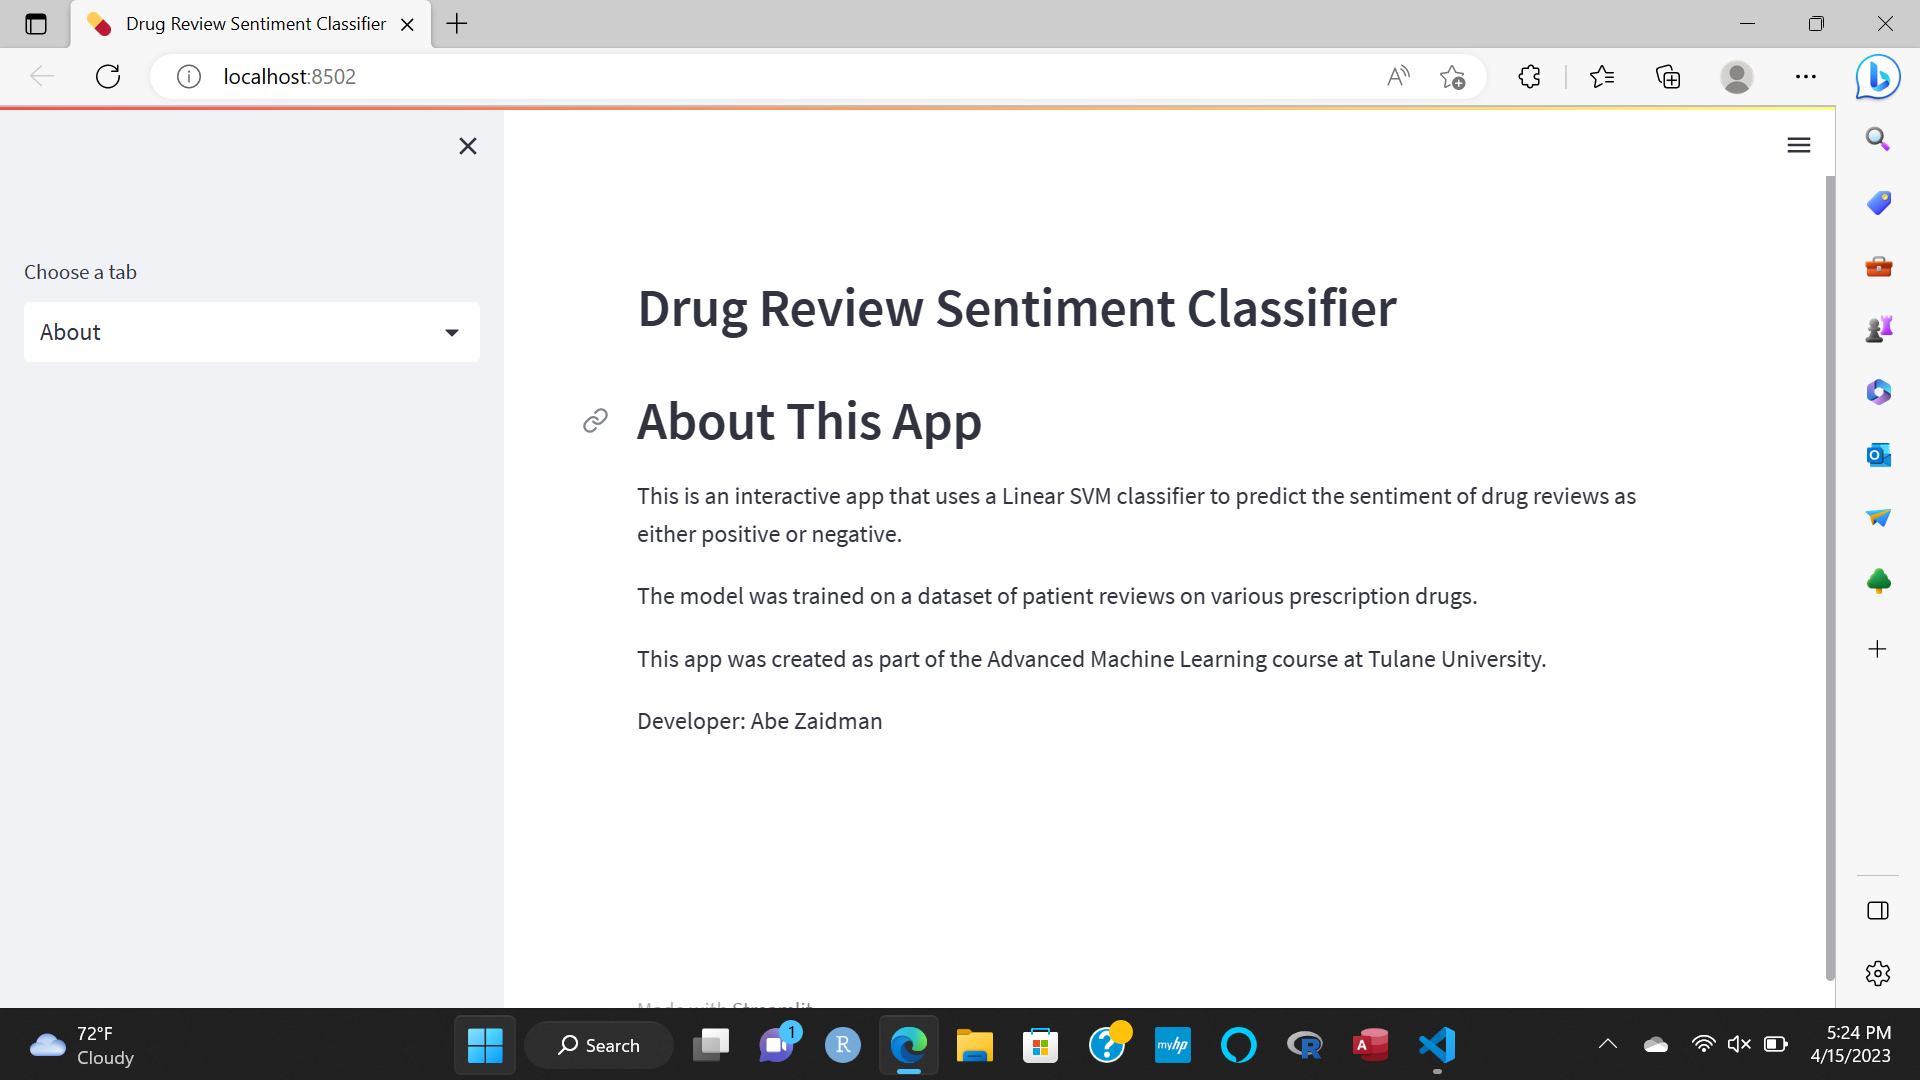 Drug Review Sentiment Classifier
localhost:8502
Choose a tab
About
Drug Review Sentiment Classifier
About This App
This is an interactive app that uses a Linear SVM classifier to predict the sentiment of drug reviews as
either positive or negative.
The model was trained on a dataset of patient reviews on various prescription drugs.
This app was created as part of the Advanced Machine Learning course at Tulane University.
Developer: Abe Zaidman
Made with Streamlit
72°F
Cloudy
Search
1
R
myhp
R
A
5:24 PM
4/15/2023